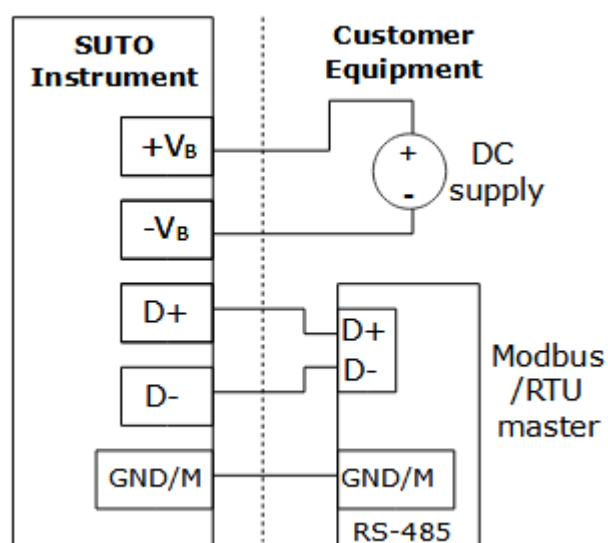 SUTO
Instrument
Customer
Equipment
+VB
+
-
DC
supply
-VB
D+
D-
GND/M
D+
D-
GND/M
RS-485
Modbus
/RTU
master